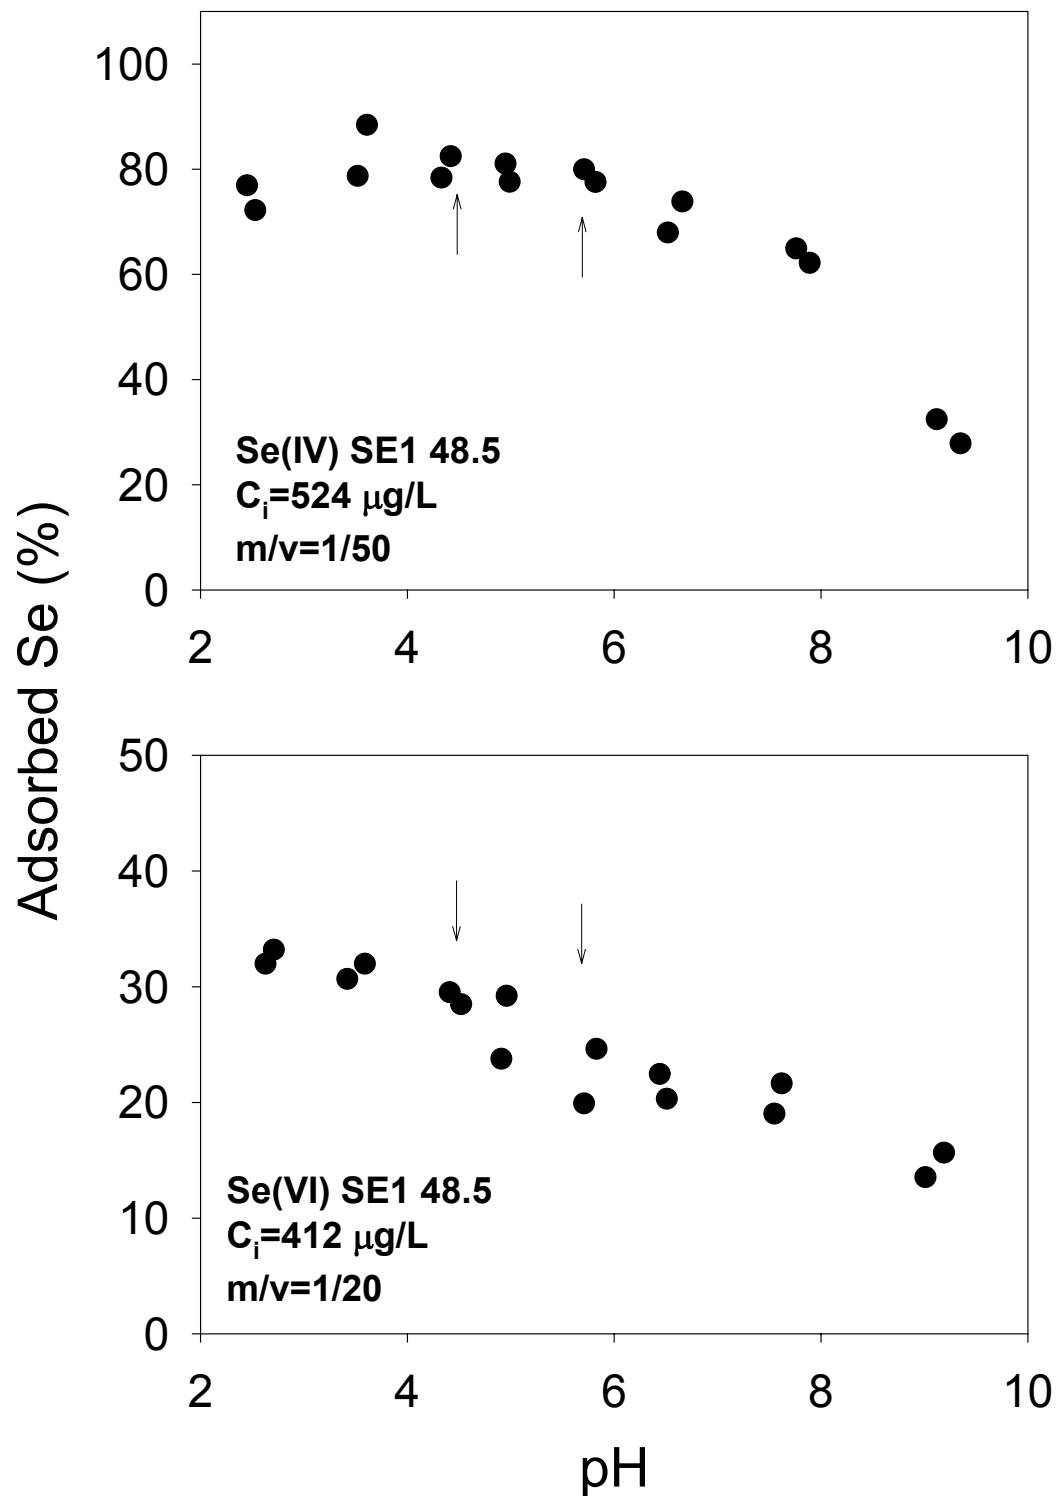 100
80
60
40
20
0
Se(IV) SE1 48.5
Ci=524 μg/L
m/v=1/50
2 4 6 8 10
Adsorbed Se (%)
50
40
30
20
10
0
Se(VI) SE1 48.5
Ci=412 μg/L
m/v=1/20
2 4 6 8 10
pH